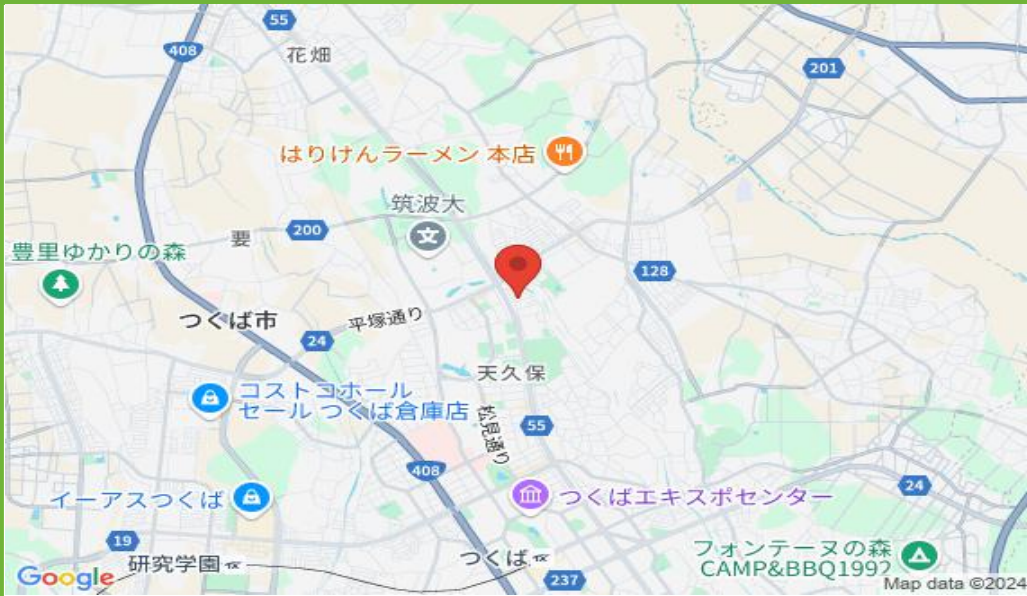 55
408
花畑
201
はりけんラーメン 本店
筑波大
200
要
豊里ゆかりの森
128
つくば市
平塚通り
24
天久保
コストコホール
セール つくば倉庫店
松見通り
55
408
24
イーアスつくば
つくばエキスポセンター
19
研究学園
つくば
237
フォンテーヌの森
CAMP&BBQ1992
Google
Map data ©2024